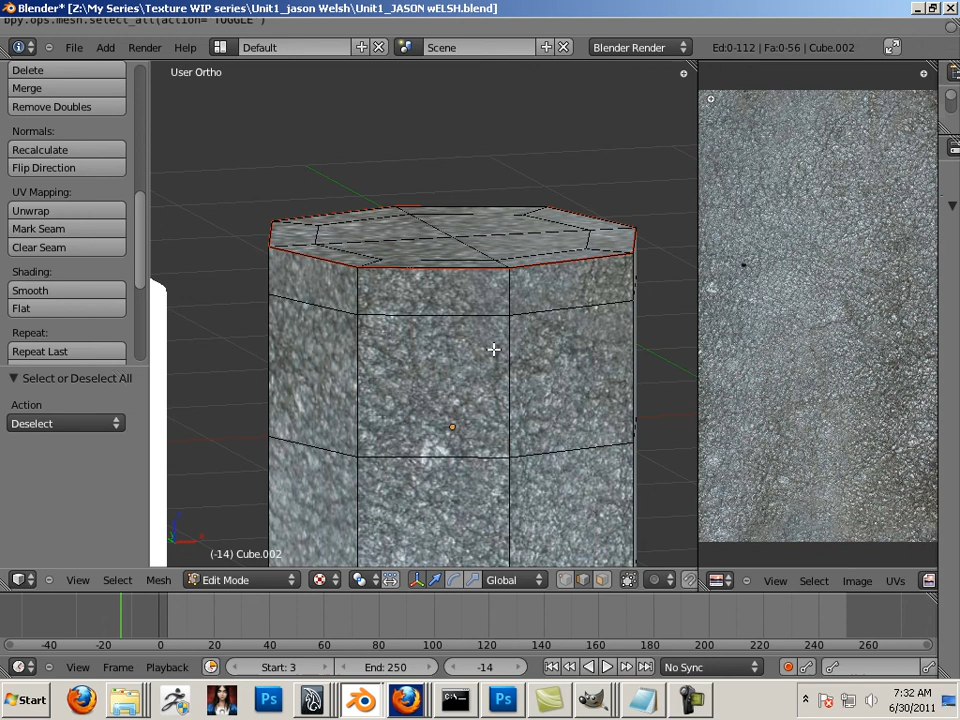 Blender* [Z:\My Series\Texture WIP series\Unit1_jason Welsh\Unit1_JASON wELSH.blend]
bpy.ops.mesh.select_all(action='TOGGLE')
File Add Render Help Default Scene Blender Render Ed:0-112 | Fa:0-56 | Cube.002
Delete
Merge
Remove Doubles
Normals:
Recalculate
Flip Direction
UV Mapping:
Unwrap
Mark Seam
Clear Seam
Shading:
Smooth
Flat
Repeat:
Repeat Last
Select or Deselect All
Action
Deselect
User Ortho
(-14) Cube.002
View Select Mesh Edit Mode Global View Select Image UVs
-40 -20 0 20 40 60 80 100 120 140 160 180 200 220 240 260
View Frame Playback Start: 3 End: 250 -14 No Sync
Start Ps Ps 7:32 AM
6/30/2011